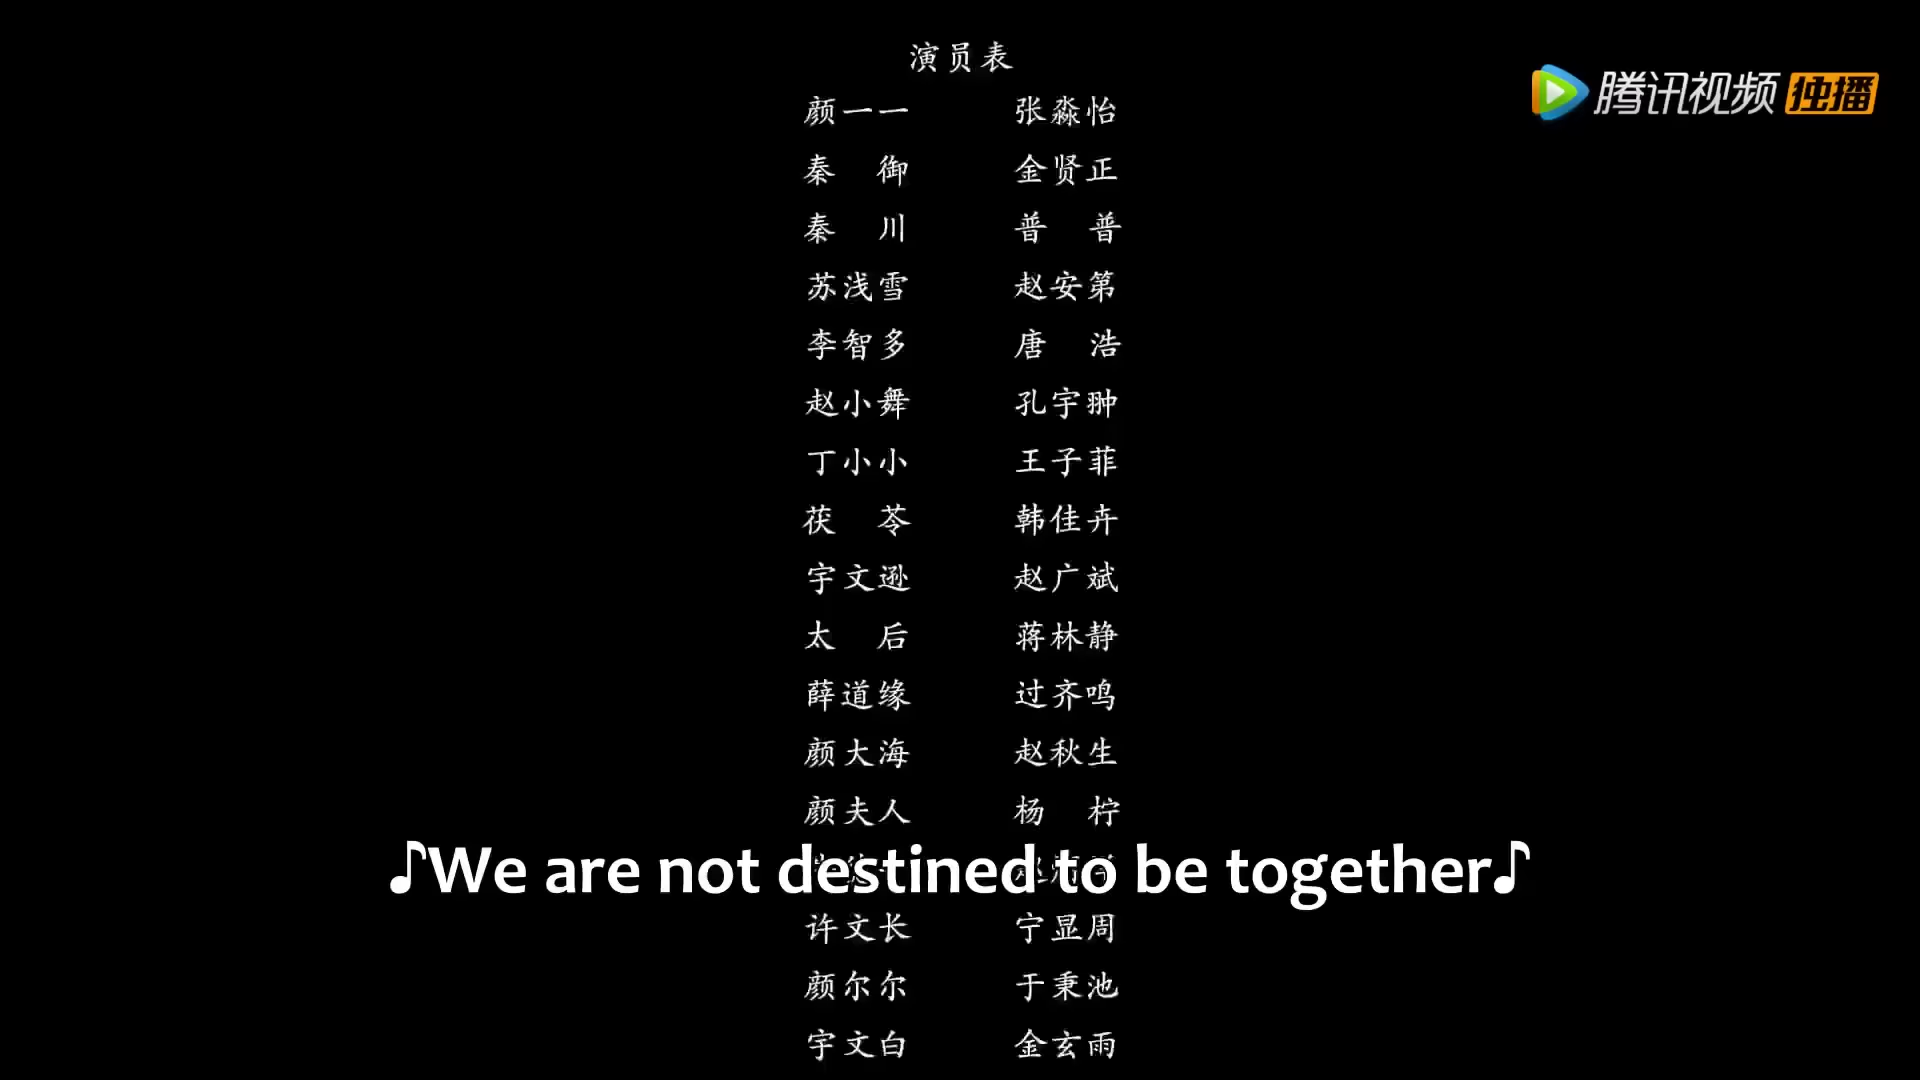 演员表
腾讯视频 独播
颜一一 张淼怡
秦 御 金贤正
秦 川 普 普
苏浅雪 赵安第
李智多 唐 浩
赵小舞 孔宇翀
丁小小 王子菲
茯 苓 韩佳卉
宇文逊 赵广斌
太 后 蒋林静
薛道缘 过齐鸣
颜大海 赵秋生
颜夫人 杨 柠
♪We are not destined to be together♪
许文长 宁显周
颜尔尔 于秉池
宇文白 金玄雨